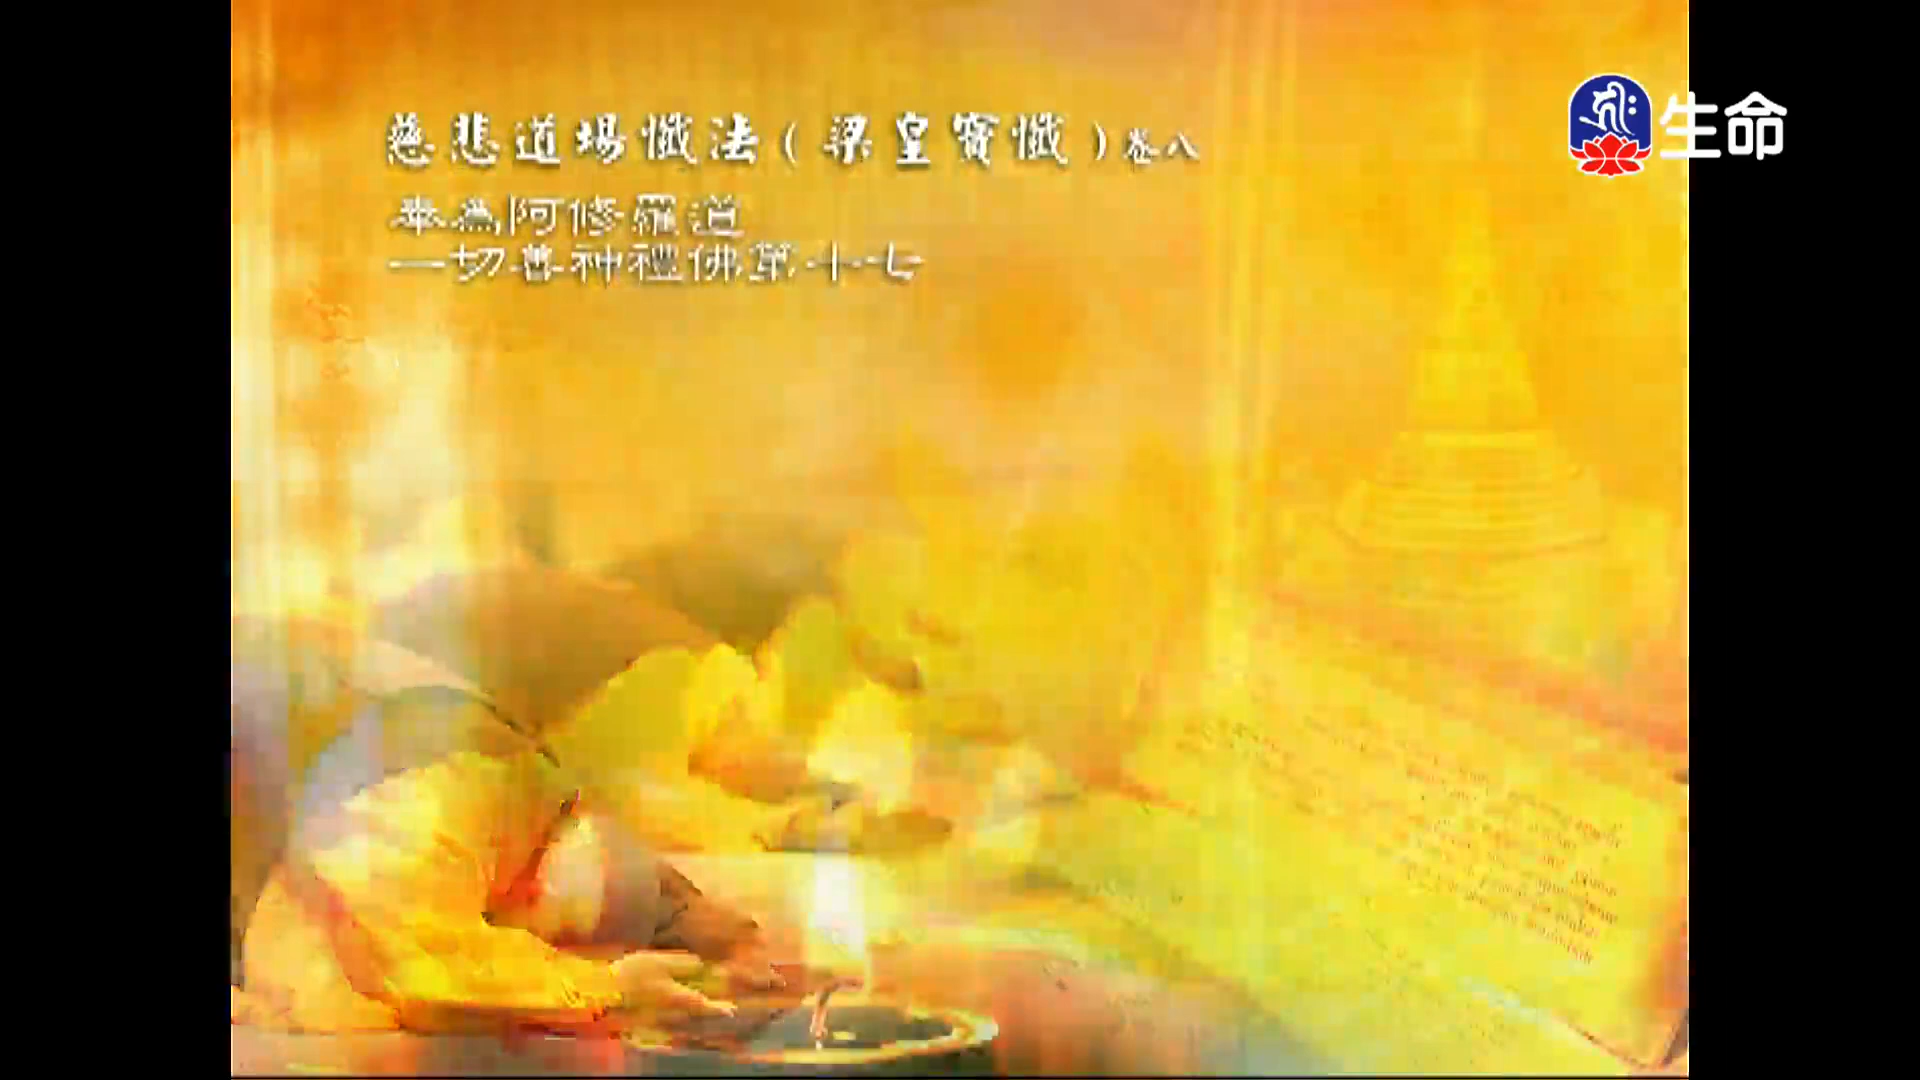 慈悲道場懺法(梁皇寶懺)卷八
奉為阿修羅道
一切善神禮佛第十七
生命